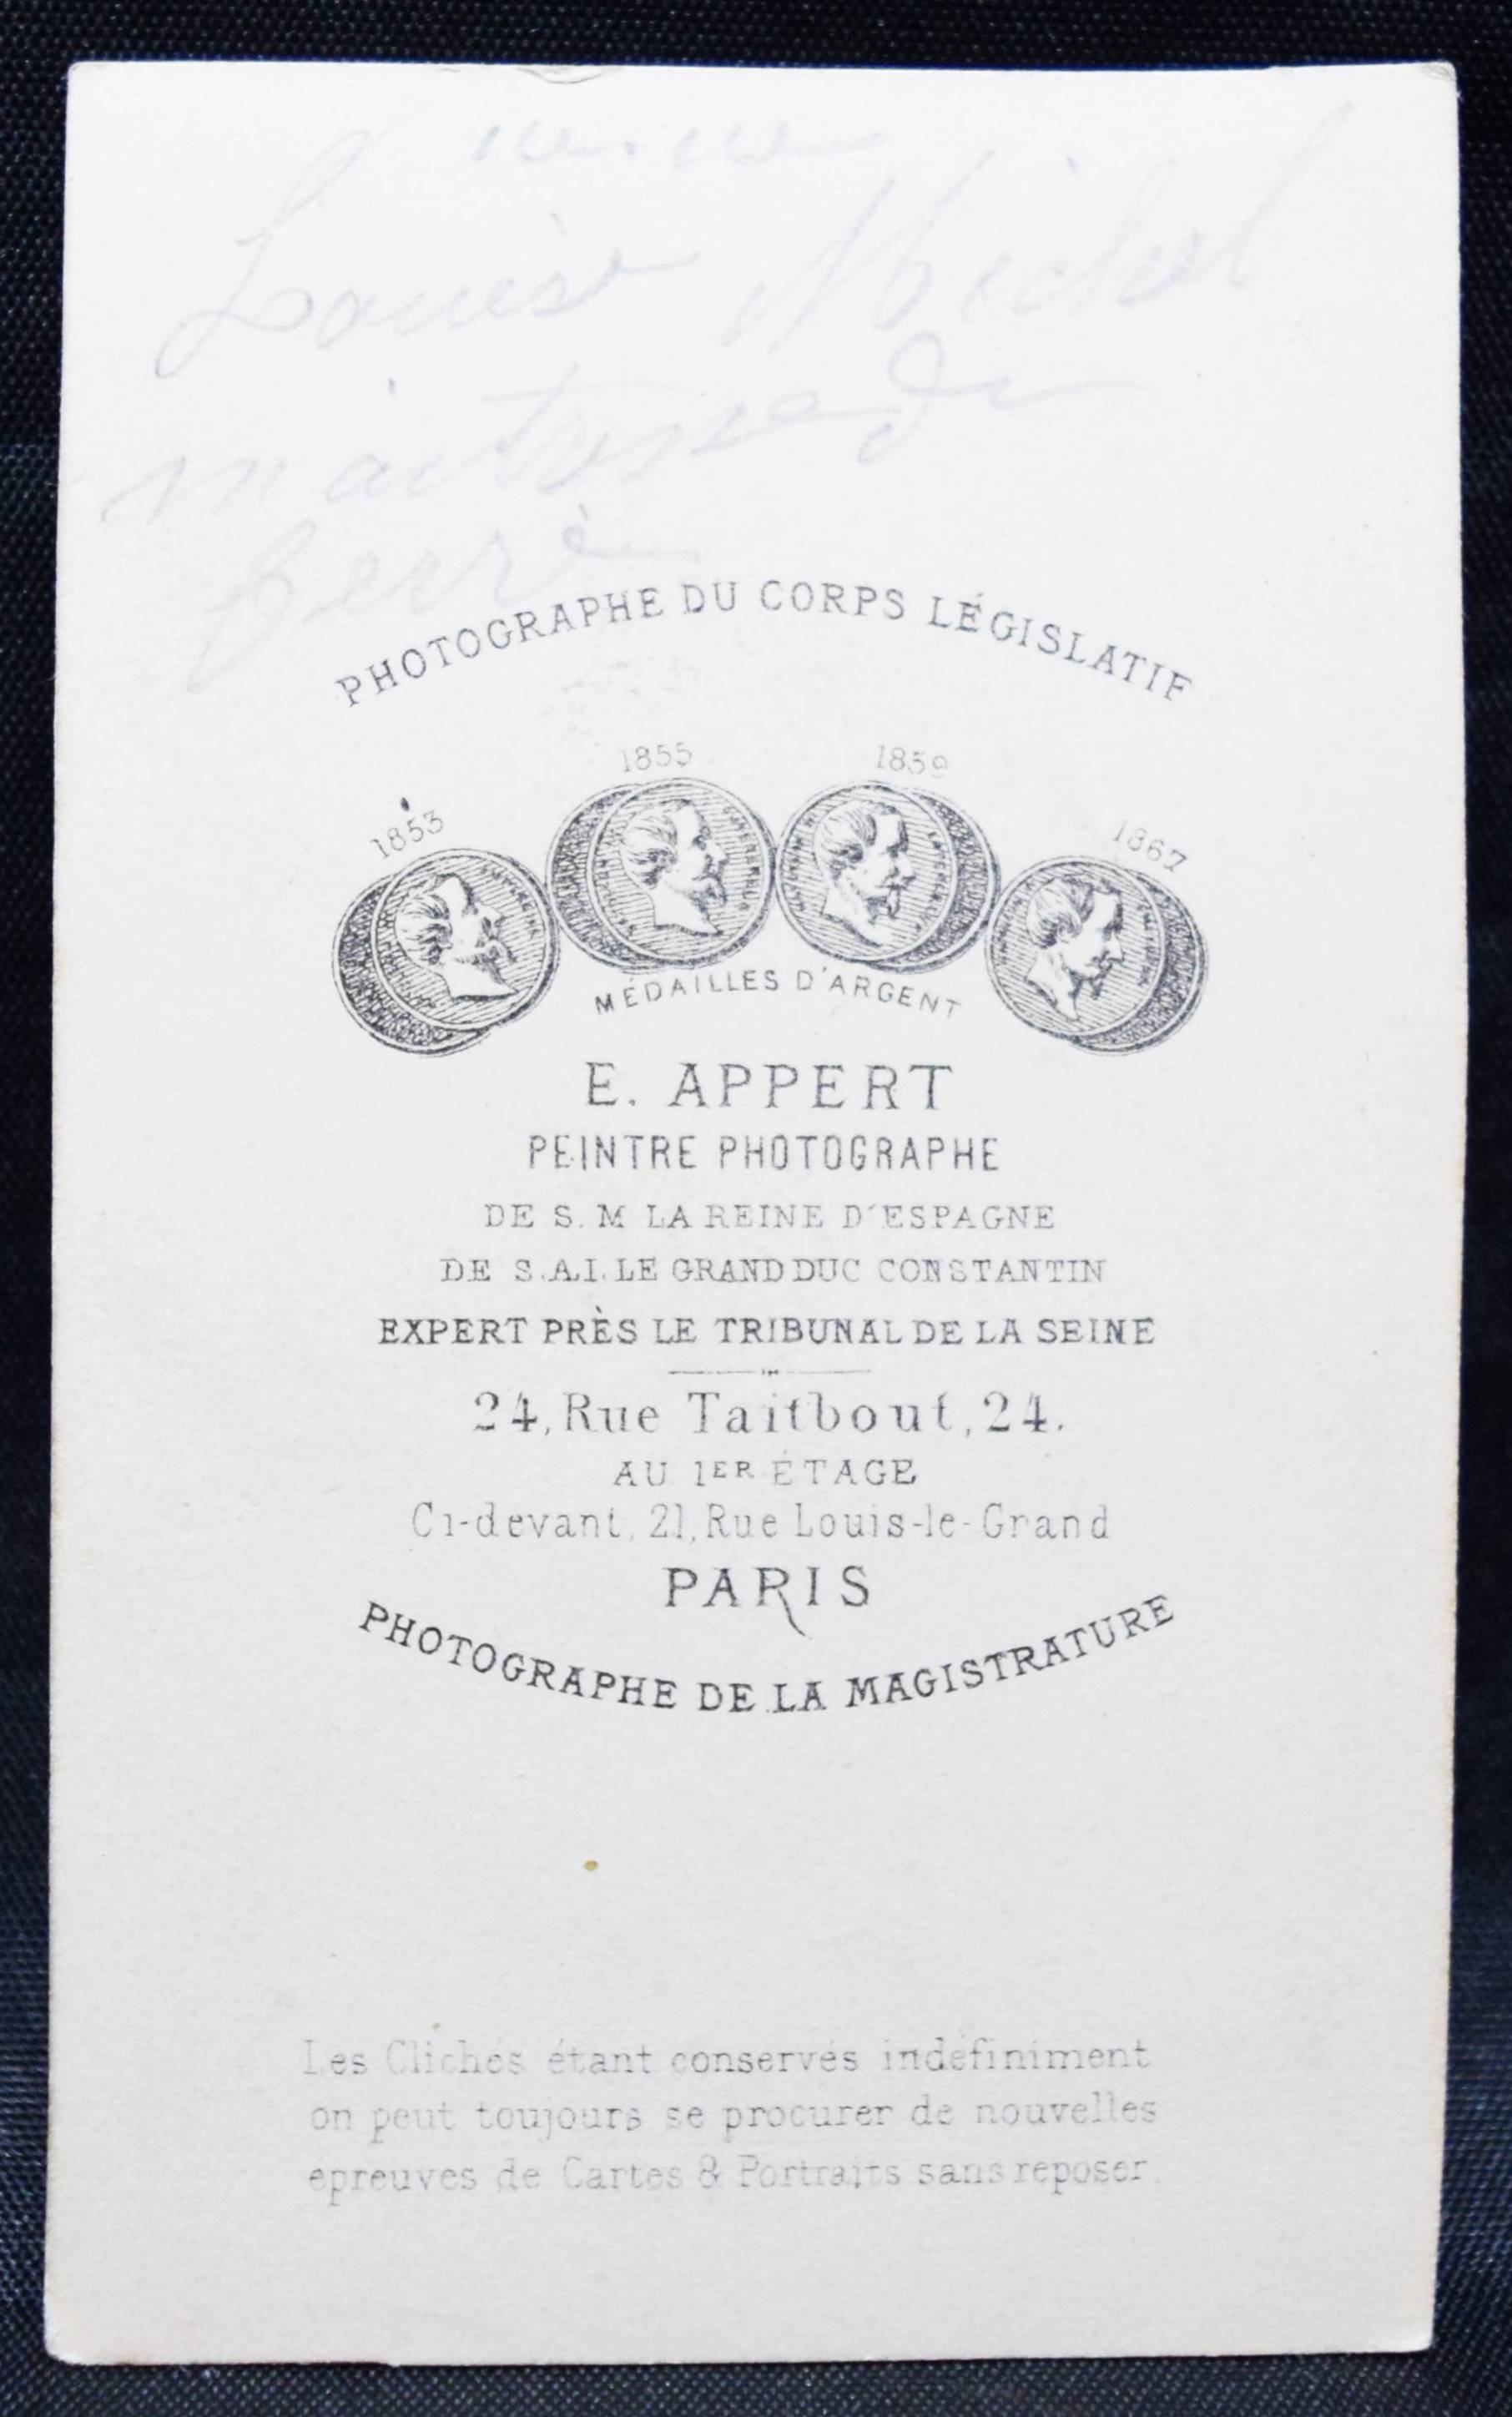 Louise Michel
maitresse de
ferré
PHOTOGRAPHE DU CORPS LÉGISLATIF
1853 1855 1859 1867
MÉDAILLES D'ARGENT
E. APPERT
PEINTRE PHOTOGRAPHE
DE S. M LA REINE D'ESPAGNE
DE S.A.I. LE GRAND DUC CONSTANTIN
EXPERT PRÈS LE TRIBUNAL DE LA SEINE
24, Rue Taitbout, 24.
AU 1ER ÉTAGE
Ci-devant, 21, Rue Louis-le-Grand
PARIS
PHOTOGRAPHE DE LA MAGISTRATURE
Les Clichés étant conservés indéfiniment
on peut toujours se procurer de nouvelles
epreuves de Cartes & Portraits sans reposer.